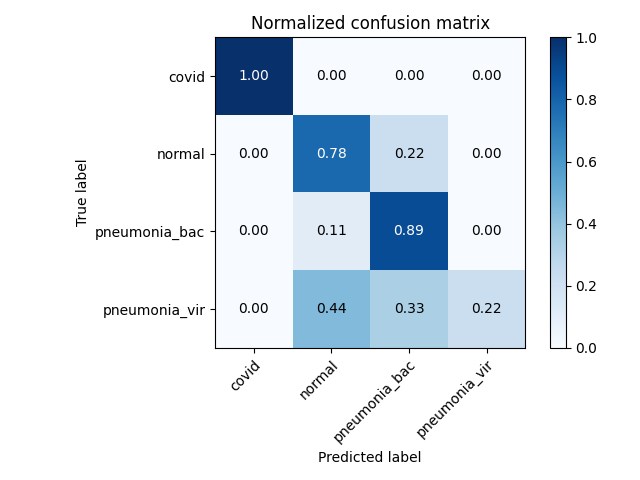 Normalized confusion matrix
True label
covid 1.00 0.00 0.00 0.00
normal 0.00 0.78 0.22 0.00
pneumonia_bac 0.00 0.11 0.89 0.00
pneumonia_vir 0.00 0.44 0.33 0.22
covid normal pneumonia_bac pneumonia_vir
Predicted label
1.0
0.8
0.6
0.4
0.2
0.0